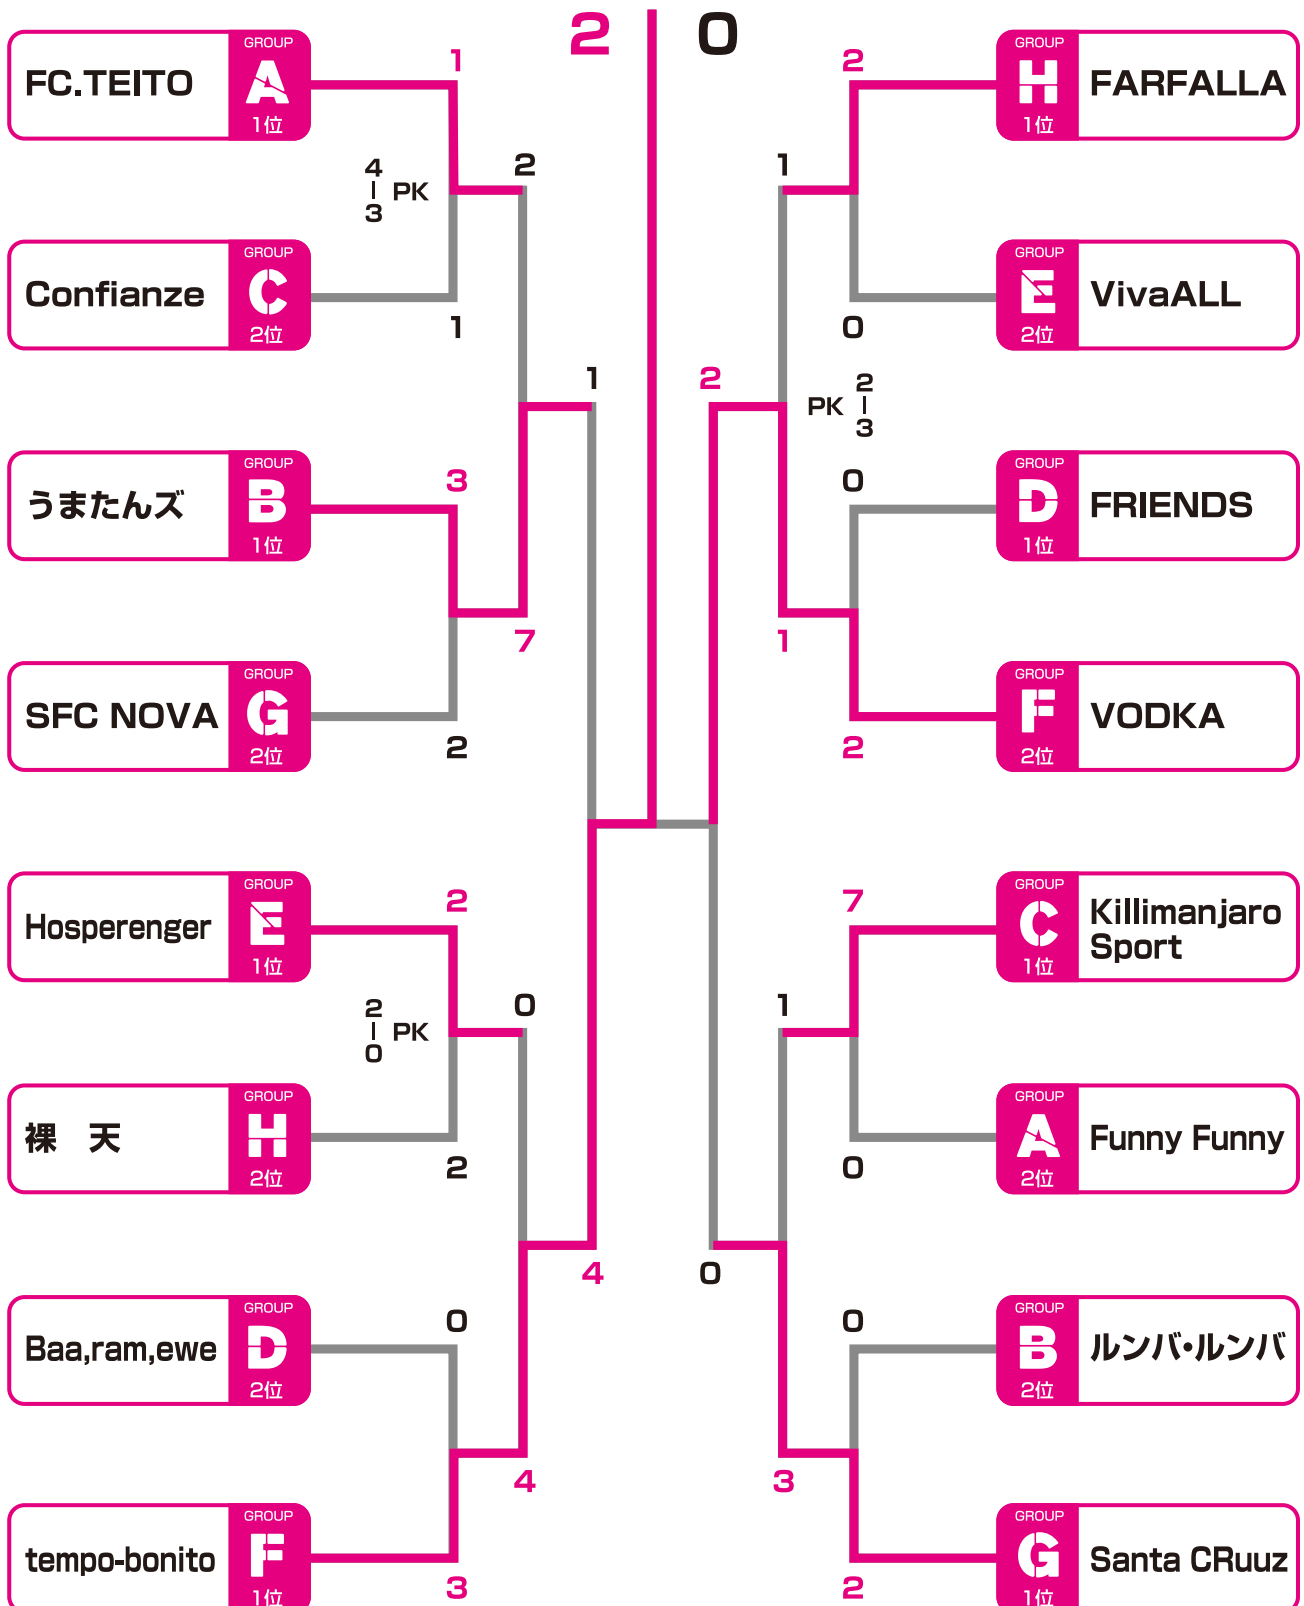 2 0
GROUP
FC.TEITO A
1位
1
4
| PK
3
2
GROUP
Confianze C
2位
1
1
GROUP
うまたんズ B
1位
3
7
GROUP
SFC NOVA G
2位
2
GROUP
Hosperenger E
1位
2
2
| PK
0
0
GROUP
裸　天 H
2位
2
4
GROUP
Baa,ram,ewe D
2位
0
4
GROUP
tempo-bonito F
1位
3
GROUP
H FARFALLA
1位
2
1
GROUP
E VivaALL
2位
0
2
2
PK |
3
GROUP
D FRIENDS
1位
0
1
GROUP
F VODKA
2位
2
GROUP
C Killimanjaro
Sport
1位
7
1
GROUP
A Funny Funny
2位
0
0
GROUP
B ルンバ・ルンバ
2位
0
3
GROUP
G Santa CRuuz
1位
2